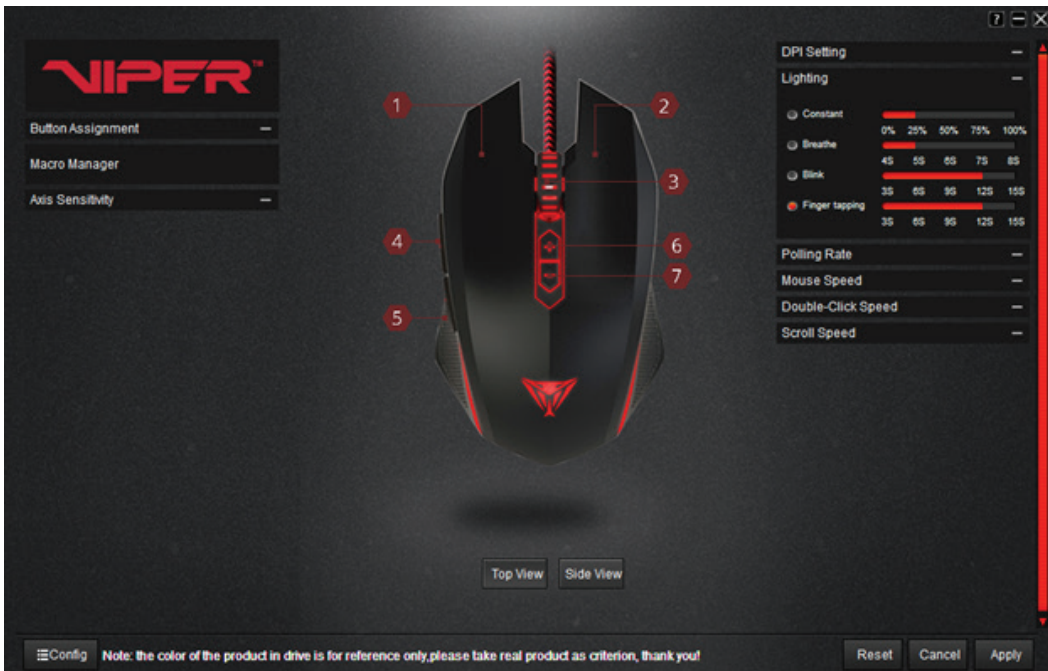 VIPER™
Button Assignment
Macro Manager
Axis Sensitivity
1
2
3
4
5
6
7
Top View
Side View
?
DPI Setting
Lighting
Constant
0% 25% 50% 75% 100%
Breathe
4S 5S 6S 7S 8S
Blink
3S 6S 9S 12S 15S
Finger tapping
3S 6S 9S 12S 15S
Polling Rate
Mouse Speed
Double-Click Speed
Scroll Speed
Config
Note: the color of the product in drive is for reference only,please take real product as criterion, thank you!
Reset
Cancel
Apply